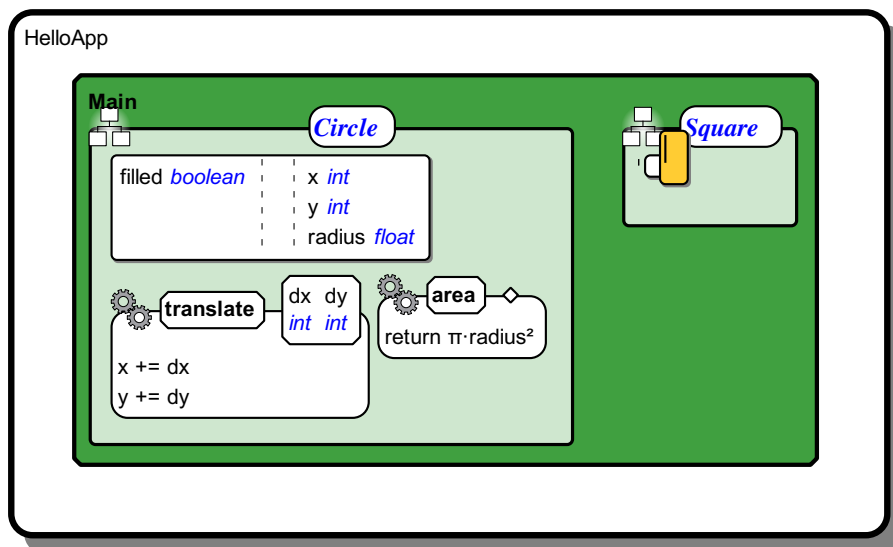 HelloApp
Main
Circle
Square
filled boolean
x int
y int
radius float
translate
dx dy
int int
area
return π·radius²
x += dx
y += dy